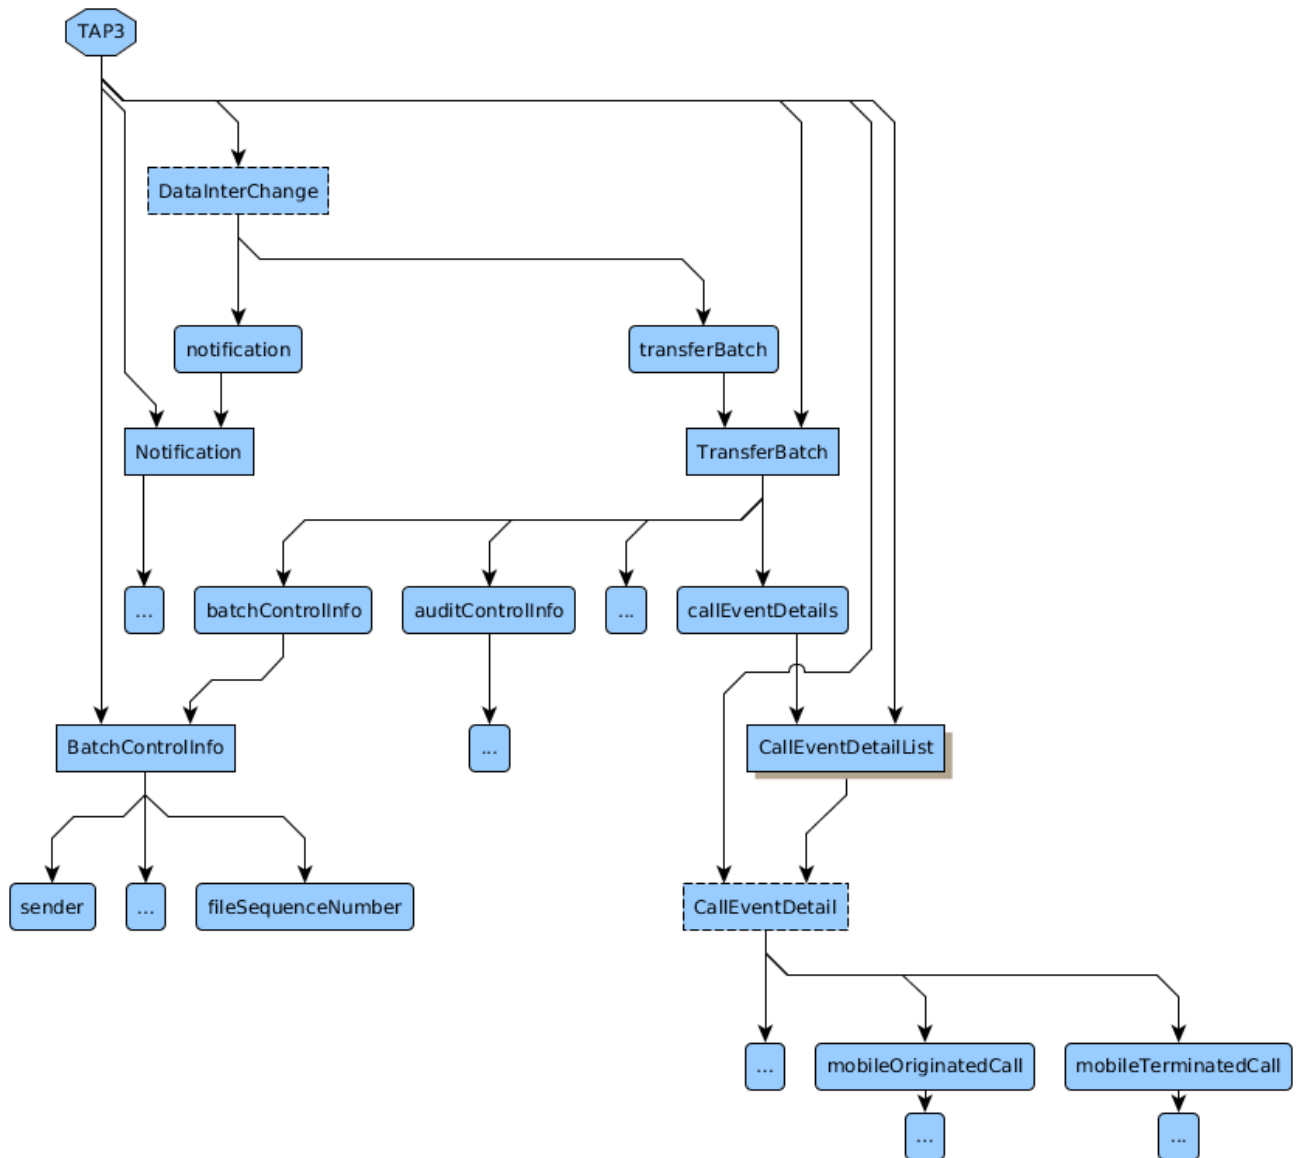 TAP3
DataInterChange
notification
transferBatch
Notification
TransferBatch
...
batchControlInfo
auditControlInfo
...
callEventDetails
BatchControlInfo
...
CallEventDetailList
sender
...
fileSequenceNumber
CallEventDetail
...
mobileOriginatedCall
mobileTerminatedCall
...
...